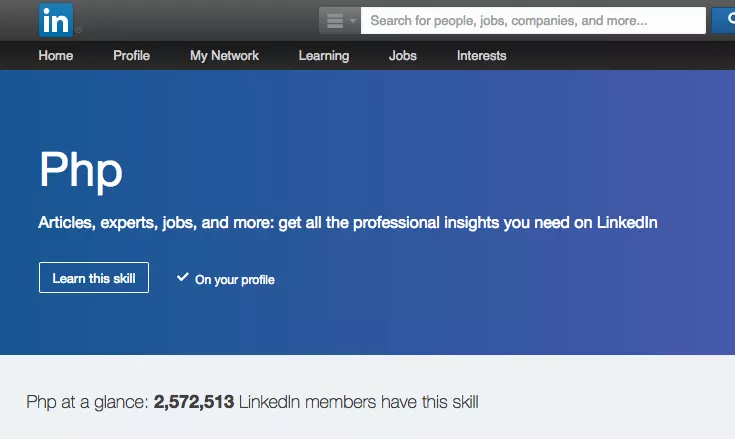 in ®
Search for people, jobs, companies, and more...
Home Profile My Network Learning Jobs Interests
Php
Articles, experts, jobs, and more: get all the professional insights you need on LinkedIn
Learn this skill On your profile
Php at a glance: 2,572,513 LinkedIn members have this skill